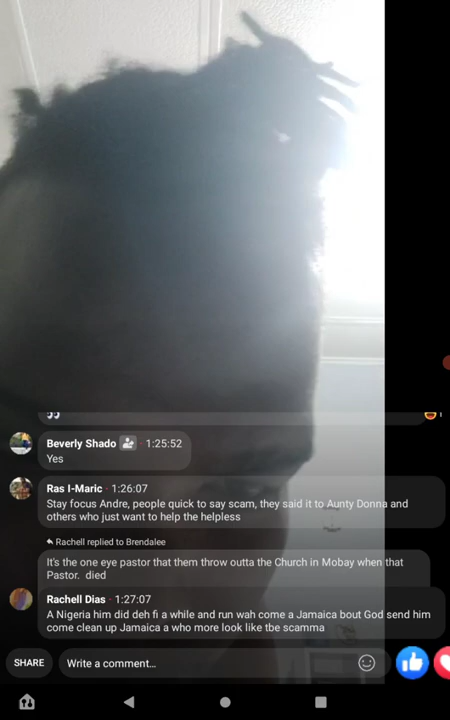 Beverly Shado · 1:25:52
Yes
Ras I-Maric · 1:26:07
Stay focus Andre, people quick to say scam, they said it to Aunty Donna and
others who just want to help the helpless
Rachell replied to Brendalee
It's the one eye pastor that them throw outta the Church in Mobay when that
Pastor. died
Rachell Dias · 1:27:07
A Nigeria him did deh fi a while and run wah come a Jamaica bout God send him
come clean up Jamaica a who more look like tbe scamma
SHARE
Write a comment...